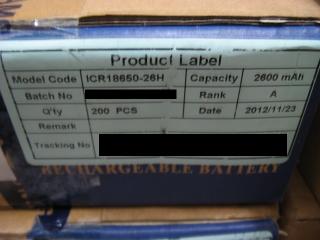 Product Label
Model Code ICR18650-26H Capacity 2600 mAh
Batch No Rank A
Q'ty 200 PCS Date 2012/11/23
Remark
Tracking No
RECHARGEABLE BATTERY